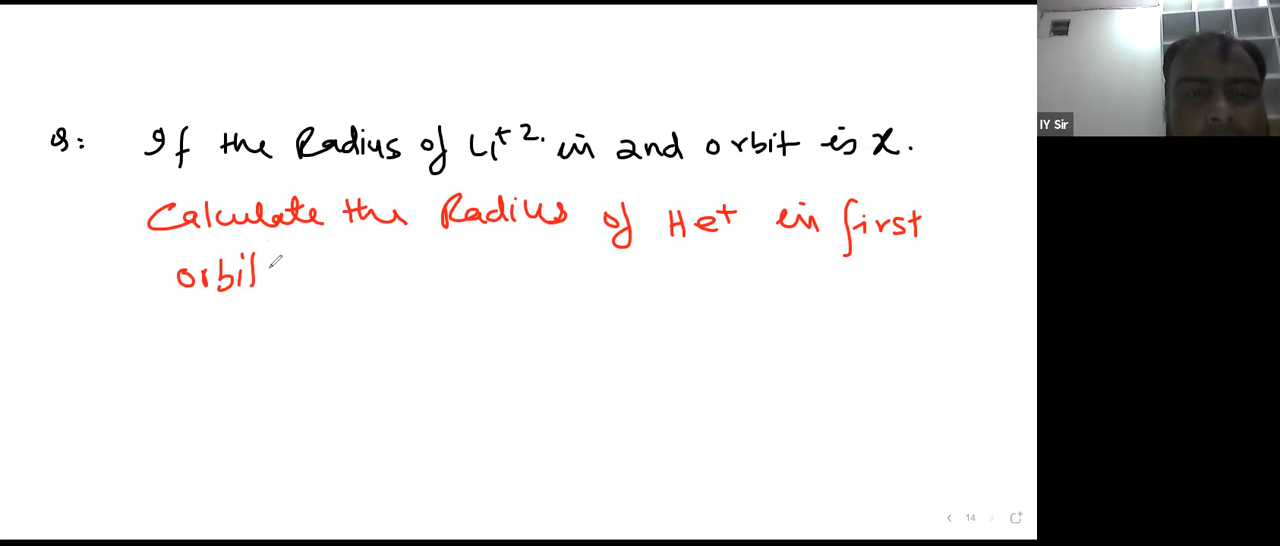 Q: If the Radius of Li+2. in 2nd orbit is x.
Calculate the Radius of He+ in first
orbit
IY Sir
14